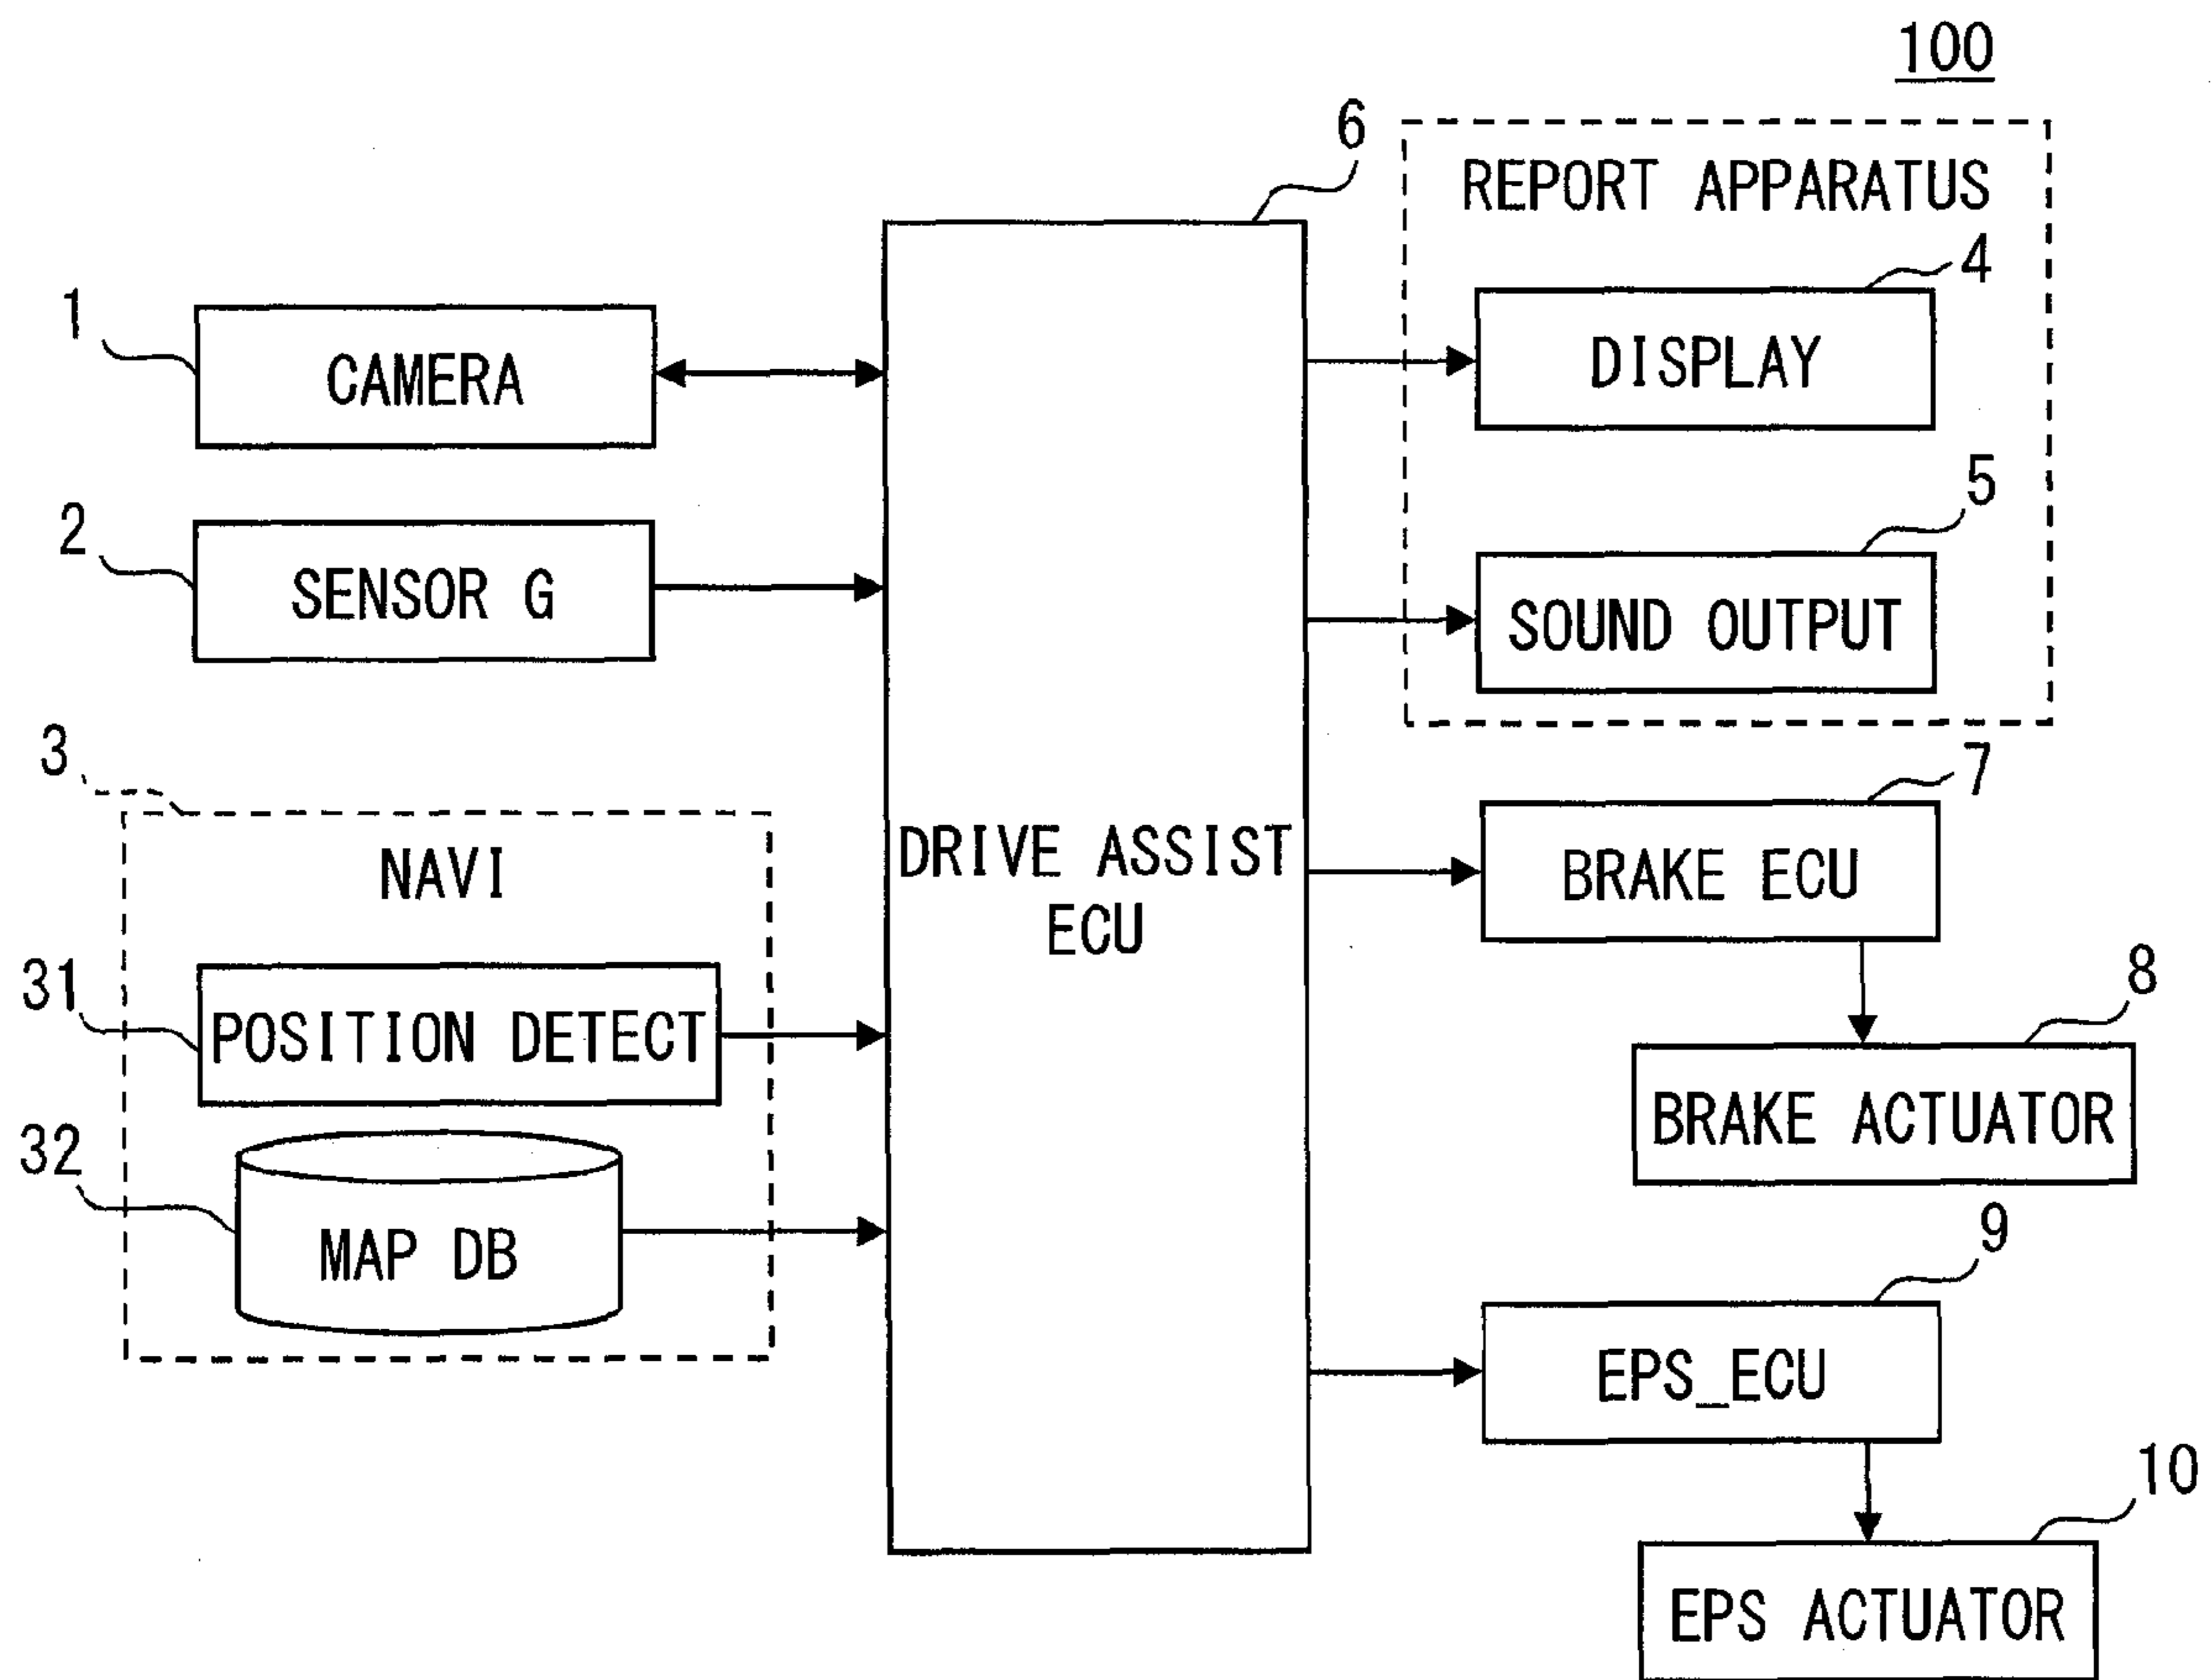 100
6
REPORT APPARATUS
4
DISPLAY
5
SOUND OUTPUT
1
CAMERA
2
SENSOR G
3
NAVI
31
POSITION DETECT
32
MAP DB
DRIVE ASSIST
ECU
7
BRAKE ECU
8
BRAKE ACTUATOR
9
EPS_ECU
10
EPS ACTUATOR